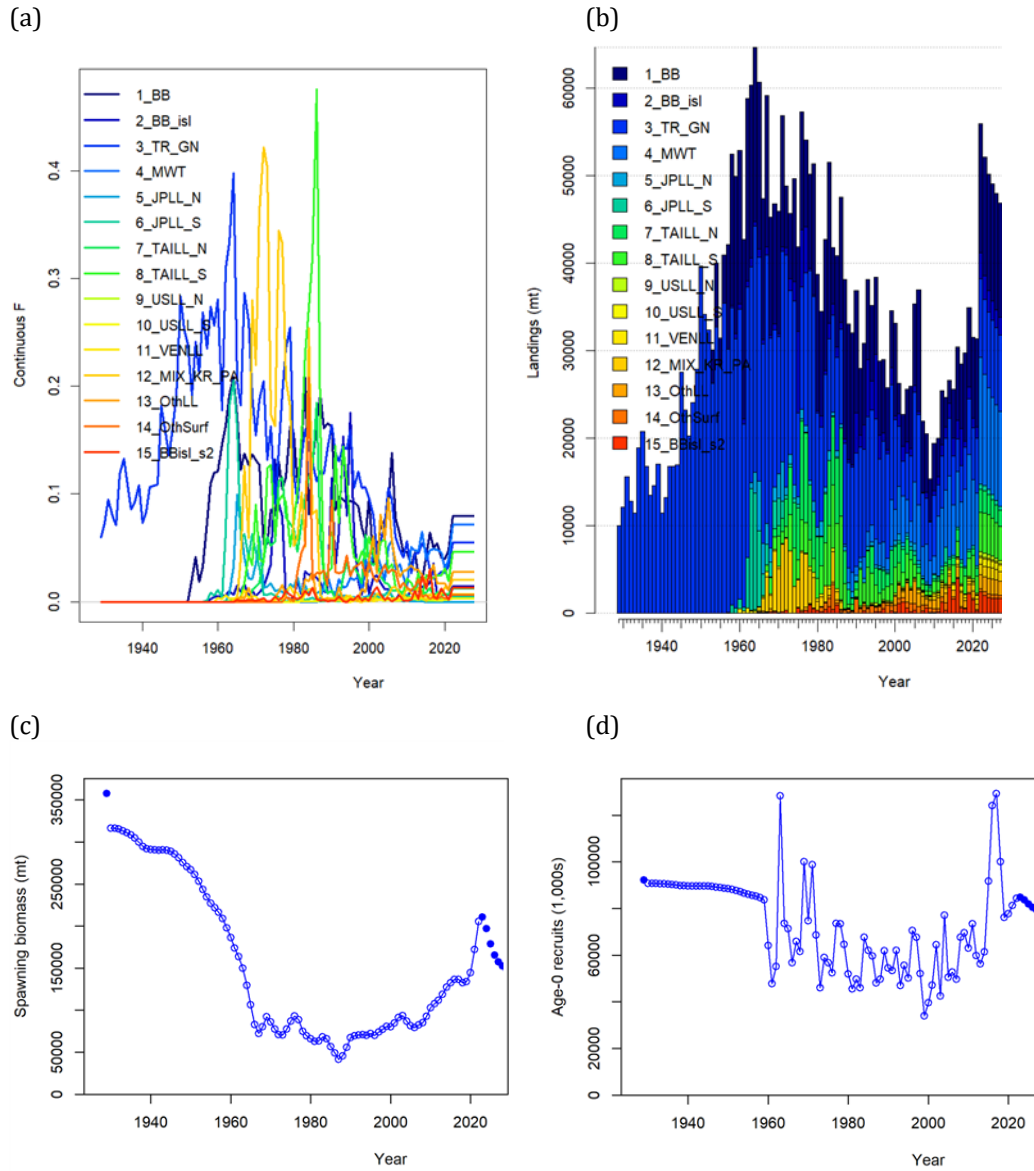 (a)
Continuous F
0.4
0.3
0.2
0.1
0.0
1_BB
2_BB_isl
3_TR_GN
4_MWT
5_JPLL_N
6_JPLL_S
7_TAILL_N
8_TAILL_S
9_USLL_N
10_USLL_S
11_VENLL
12_MIX_KR_PA
13_OthLL
14_OthSurf
15_BBisl_s2
1940 1960 1980 2000 2020
Year
(b)
Landings (mt)
60000
50000
40000
30000
20000
10000
0
1_BB
2_BB_isl
3_TR_GN
4_MWT
5_JPLL_N
6_JPLL_S
7_TAILL_N
8_TAILL_S
9_USLL_N
10_USLL_S
11_VENLL
12_MIX_KR_PA
13_OthLL
14_OthSurf
15_BBisl_s2
1940 1960 1980 2000 2020
Year
(c)
Spawning biomass (mt)
350000
250000
150000
50000
0
1940 1960 1980 2000 2020
Year
(d)
Age-0 recruits (1,000s)
100000
80000
60000
40000
20000
0
1940 1960 1980 2000 2020
Year